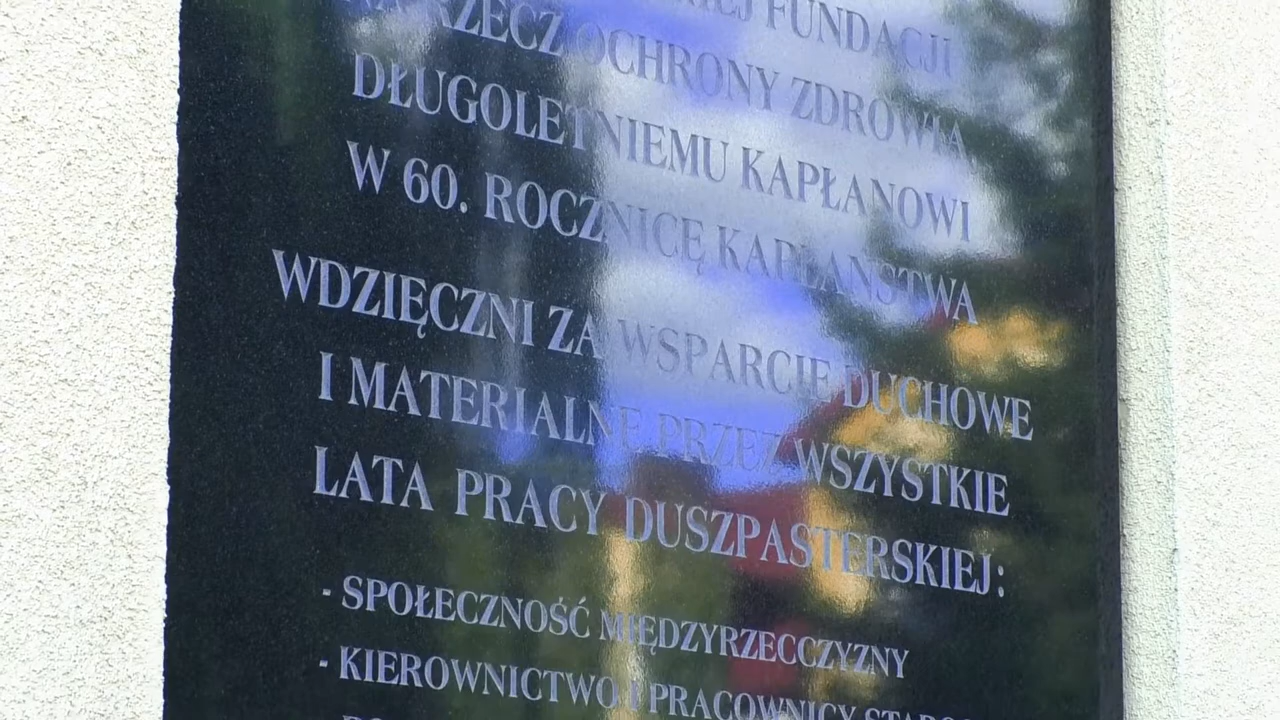 FUNDACJI
NA RZECZ OCHRONY ZDROWIA
DŁUGOLETNIEMU KAPŁANOWI
W 60. ROCZNICĘ KAPŁAŃSTWA
WDZIĘCZNI ZA WSPARCIE DUCHOWE
I MATERIALNE PRZEZ WSZYSTKIE
LATA PRACY DUSZPASTERSKIEJ:
- SPOŁECZNOŚĆ MIĘDZYRZECCZYZNY
- KIEROWNICTWO I PRACOWNICY